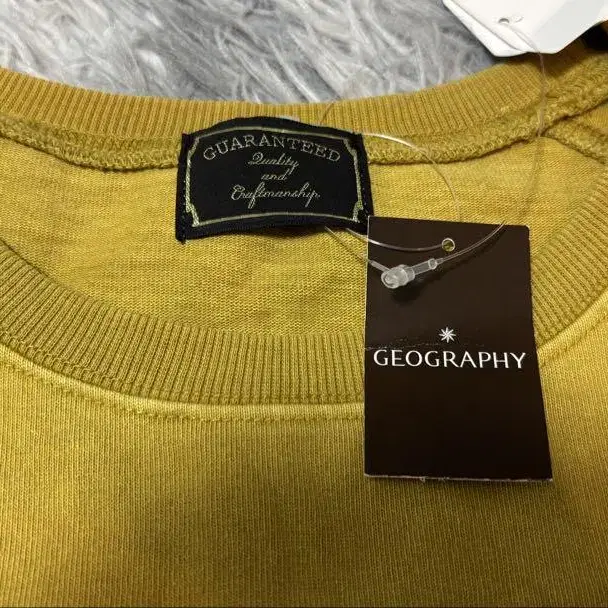 GUARANTEED
Quality
and
Craftmanship
GEOGRAPHY